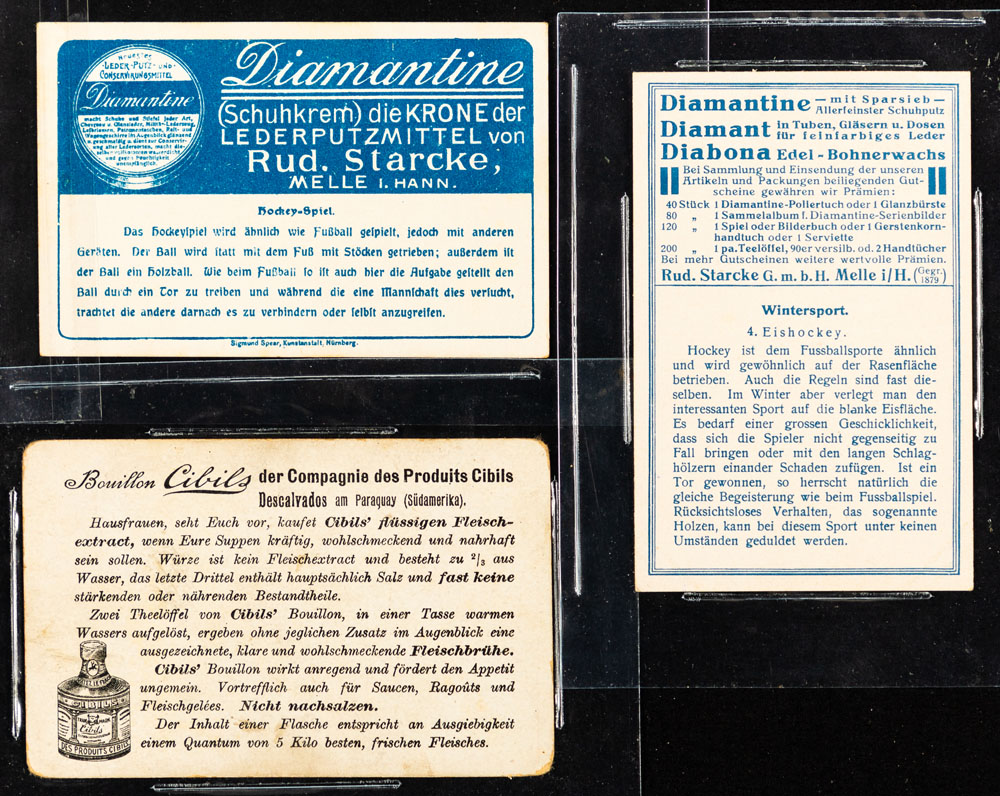 Neuestes
LEDER-PUTZ- UND-
CONSERVIRUNGSMITTEL
Diamantine
macht Schuhe und Stiefel jeder Art,
Diamantine
(Schuhkrem) die KRONE der
LEDERPUTZMITTEL von
Rud. Starcke,
MELLE I. HANN.
Hockey-Spiel.
Das Hockeyspiel wird ähnlich wie Fußball gespielt, jedoch mit anderen
Geräten. Der Ball wird statt mit dem Fuß mit Stöcken getrieben; außerdem ist
der Ball ein Holzball. Wie beim Fußball so ist auch hier die Aufgabe gestellt den
Ball durch ein Tor zu treiben und während die eine Mannschaft dies versucht,
trachtet die andere darnach es zu verhindern oder selbst anzugreifen.
Sigmund Spear, Kunstanstalt, Nürnberg.
Diamantine — mit Sparsieb —
Allerfeinster Schuhputz
Diamant in Tuben, Gläsern u. Dosen
für feinfarbiges Leder
Diabona Edel-Bohnerwachs
Bei Sammlung und Einsendung der unseren
Artikeln und Packungen beiliegenden Gut-
scheine gewähren wir Prämien:
40 Stück 1 Diamantine-Poliertuch oder 1 Glanzbürste
80 „ 1 Sammelalbum f. Diamantine-Serienbilder
120 „ 1 Spiel oder Bilderbuch oder 1 Gerstenkorn-
handtuch oder 1 Serviette
200 „ 1 pa. Teelöffel, 90er versilb. od. 2 Handtücher
Bei mehr Gutscheinen weitere wertvolle Prämien.
Rud. Starcke G. m. b. H. Melle i/H. (Gegr. 1879)
Wintersport.
4. Eishockey.
Hockey ist dem Fussballsporte ähnlich
und wird gewöhnlich auf der Rasenfläche
betrieben. Auch die Regeln sind fast die-
selben. Im Winter aber verlegt man den
interessanten Sport auf die blanke Eisfläche.
Es bedarf einer grossen Geschicklichkeit,
dass sich die Spieler nicht gegenseitig zu
Fall bringen oder mit den langen Schlag-
hölzern einander Schaden zufügen. Ist ein
Tor gewonnen, so herrscht natürlich die
gleiche Begeisterung wie beim Fussballspiel.
Rücksichtsloses Verhalten, das sogenannte
Holzen, kann bei diesem Sport unter keinen
Umständen geduldet werden.
Bouillon Cibils der Compagnie des Produits Cibils
Descalvados am Paraguay (Südamerika).
Hausfrauen, seht Euch vor, kaufet Cibils' flüssigen Fleisch-
extract, wenn Eure Suppen kräftig, wohlschmeckend und nahrhaft
sein sollen. Würze ist kein Fleischextract und besteht zu 2/3 aus
Wasser, das letzte Drittel enthält hauptsächlich Salz und fast keine
stärkenden oder nährenden Bestandtheile.
Zwei Theelöffel von Cibils' Bouillon, in einer Tasse warmen
Wassers aufgelöst, ergeben ohne jeglichen Zusatz im Augenblick eine
ausgezeichnete, klare und wohlschmeckende Fleischbrühe.
Cibils' Bouillon wirkt anregend und fördert den Appetit
ungemein. Vortrefflich auch für Saucen, Ragoûts und
Fleischgelées. Nicht nachsalzen.
Der Inhalt einer Flasche entspricht an Ausgiebigkeit
einem Quantum von 5 Kilo besten, frischen Fleisches.
Cibils
DES PRODUITS CIBILS